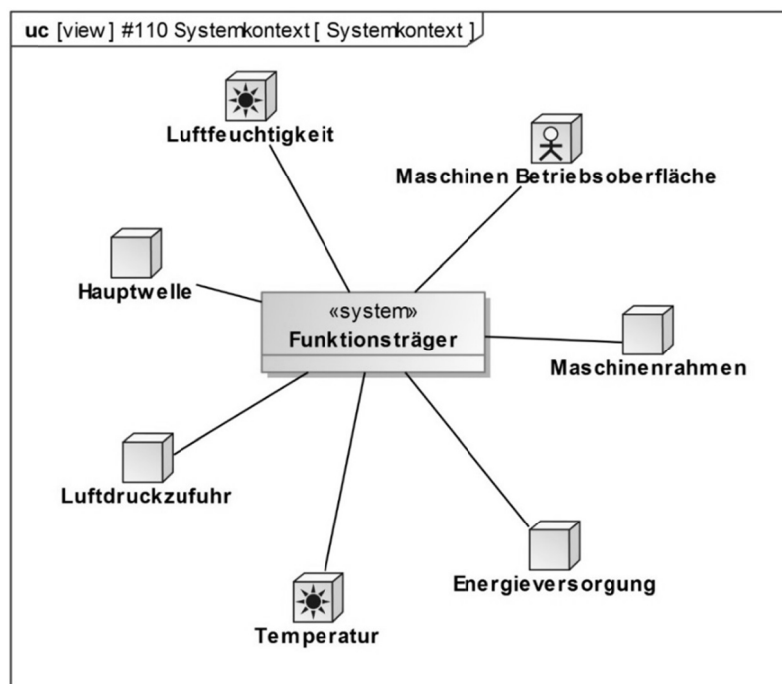 uc [view] #110 Systemkontext [ Systemkontext ]
Luftfeuchtigkeit
Maschinen Betriebsoberfläche
Hauptwelle
«system»
Funktionsträger
Maschinenrahmen
Luftdruckzufuhr
Energieversorgung
Temperatur